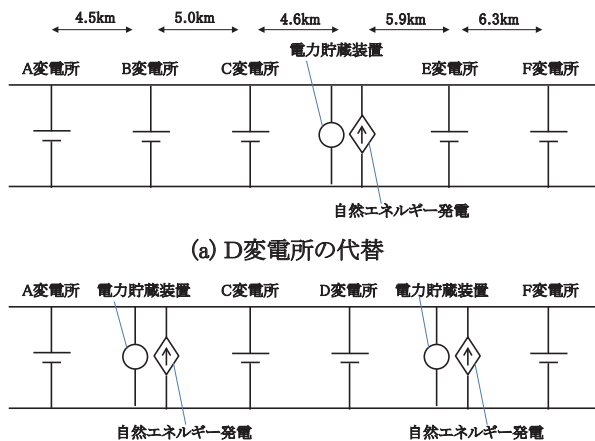 4.5km 5.0km 4.6km 5.9km 6.3km
電力貯蔵装置
A変電所 B変電所 C変電所 E変電所 F変電所
自然エネルギー発電
(a) D変電所の代替
A変電所 電力貯蔵装置 C変電所 D変電所 電力貯蔵装置 F変電所
自然エネルギー発電 自然エネルギー発電